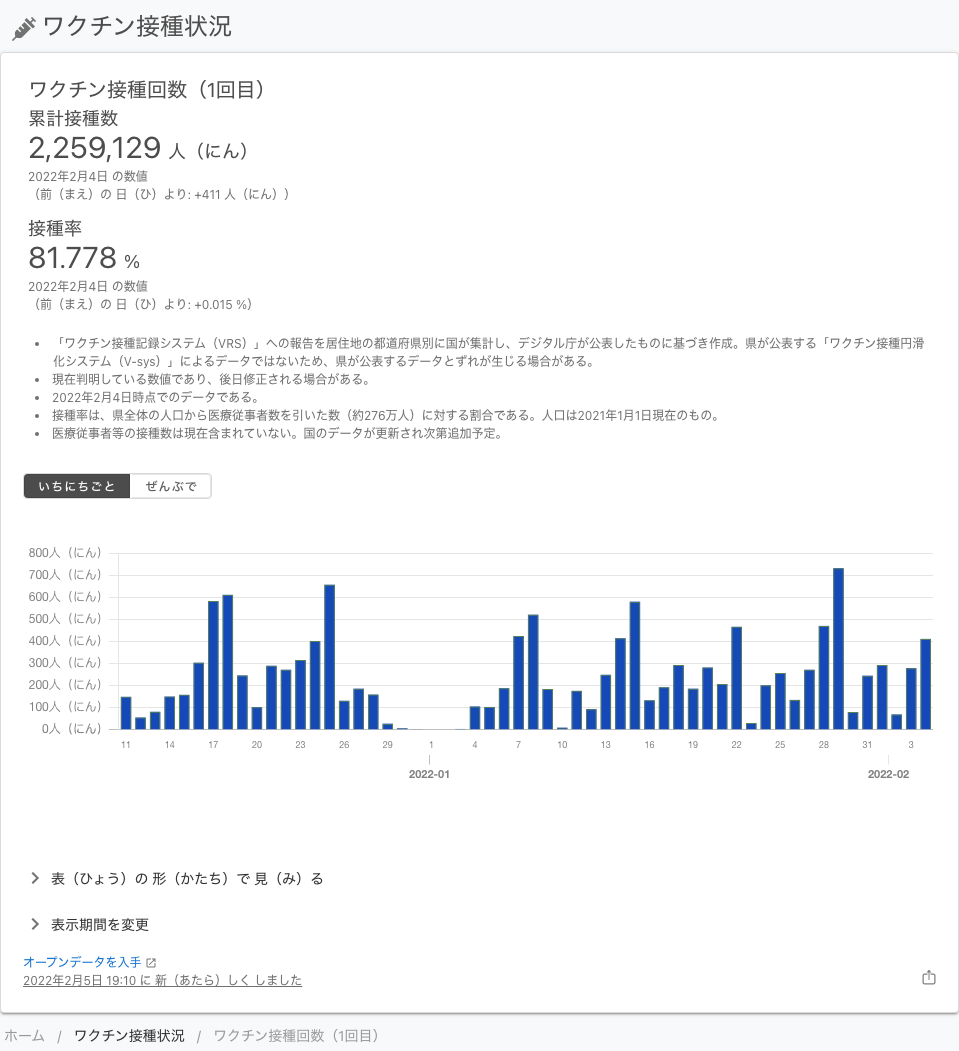 ワクチン接種状況
ワクチン接種回数（1回目）
累計接種数
2,259,129 人（にん）
2022年2月4日 の数値
（前（まえ）の 日（ひ）より: +411 人（にん））
接種率
81.778 %
2022年2月4日 の数値
（前（まえ）の 日（ひ）より: +0.015 %）
• 「ワクチン接種記録システム（VRS）」への報告を居住地の都道府県別に国が集計し、デジタル庁が公表したものに基づき作成。県が公表する「ワクチン接種円滑
化システム（V-sys）」によるデータではないため、県が公表するデータとずれが生じる場合がある。
• 現在判明している数値であり、後日修正される場合がある。
• 2022年2月4日時点でのデータである。
• 接種率は、県全体の人口から医療従事者数を引いた数（約276万人）に対する割合である。人口は2021年1月1日現在のもの。
• 医療従事者等の接種数は現在含まれていない。国のデータが更新され次第追加予定。
いちにちごと ぜんぶで
800人（にん）
700人（にん）
600人（にん）
500人（にん）
400人（にん）
300人（にん）
200人（にん）
100人（にん）
0人（にん）
11 14 17 20 23 26 29 1 4 7 10 13 16 19 22 25 28 31 3
2022-01 2022-02
表（ひょう）の 形（かたち）で 見（み）る
表示期間を変更
オープンデータを入手
2022年2月5日 19:10 に 新（あたら）しく しました
ホーム / ワクチン接種状況 / ワクチン接種回数（1回目）